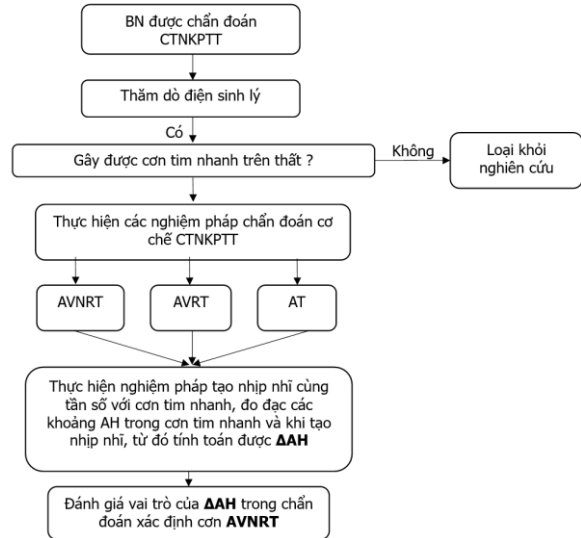 BN được chẩn đoán
CTNKPTT
Thăm dò điện sinh lý
Có
Gây được cơn tim nhanh trên thất ?
Không
Loại khỏi
nghiên cứu
Thực hiện các nghiệm pháp chẩn đoán cơ
chế CTNKPTT
AVNRT
AVRT
AT
Thực hiện nghiệm pháp tạo nhịp nhĩ cùng
tần số với cơn tim nhanh, đo đạc các
khoảng AH trong cơn tim nhanh và khi tạo
nhịp nhĩ, từ đó tính toán được ΔAH
Đánh giá vai trò của ΔAH trong chẩn
đoán xác định cơn AVNRT